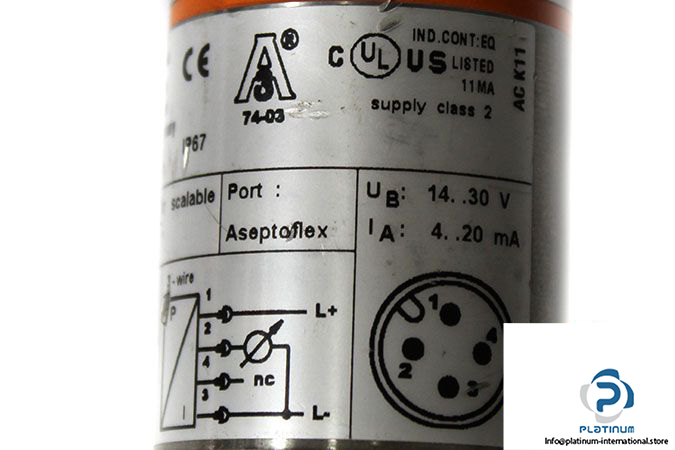 CE
A®
3
74-03
IP67
C UL US
IND.CONT:EQ
LISTED
11MA
supply class 2
AC K11
scalable
Port :
Aseptoflex
UB: 14..30 V
IA: 4..20 mA
-wire
P
I
1
2
4
3
L+
nc
L-
1
2
3
4
PLATINUM
info@platinum-international.store